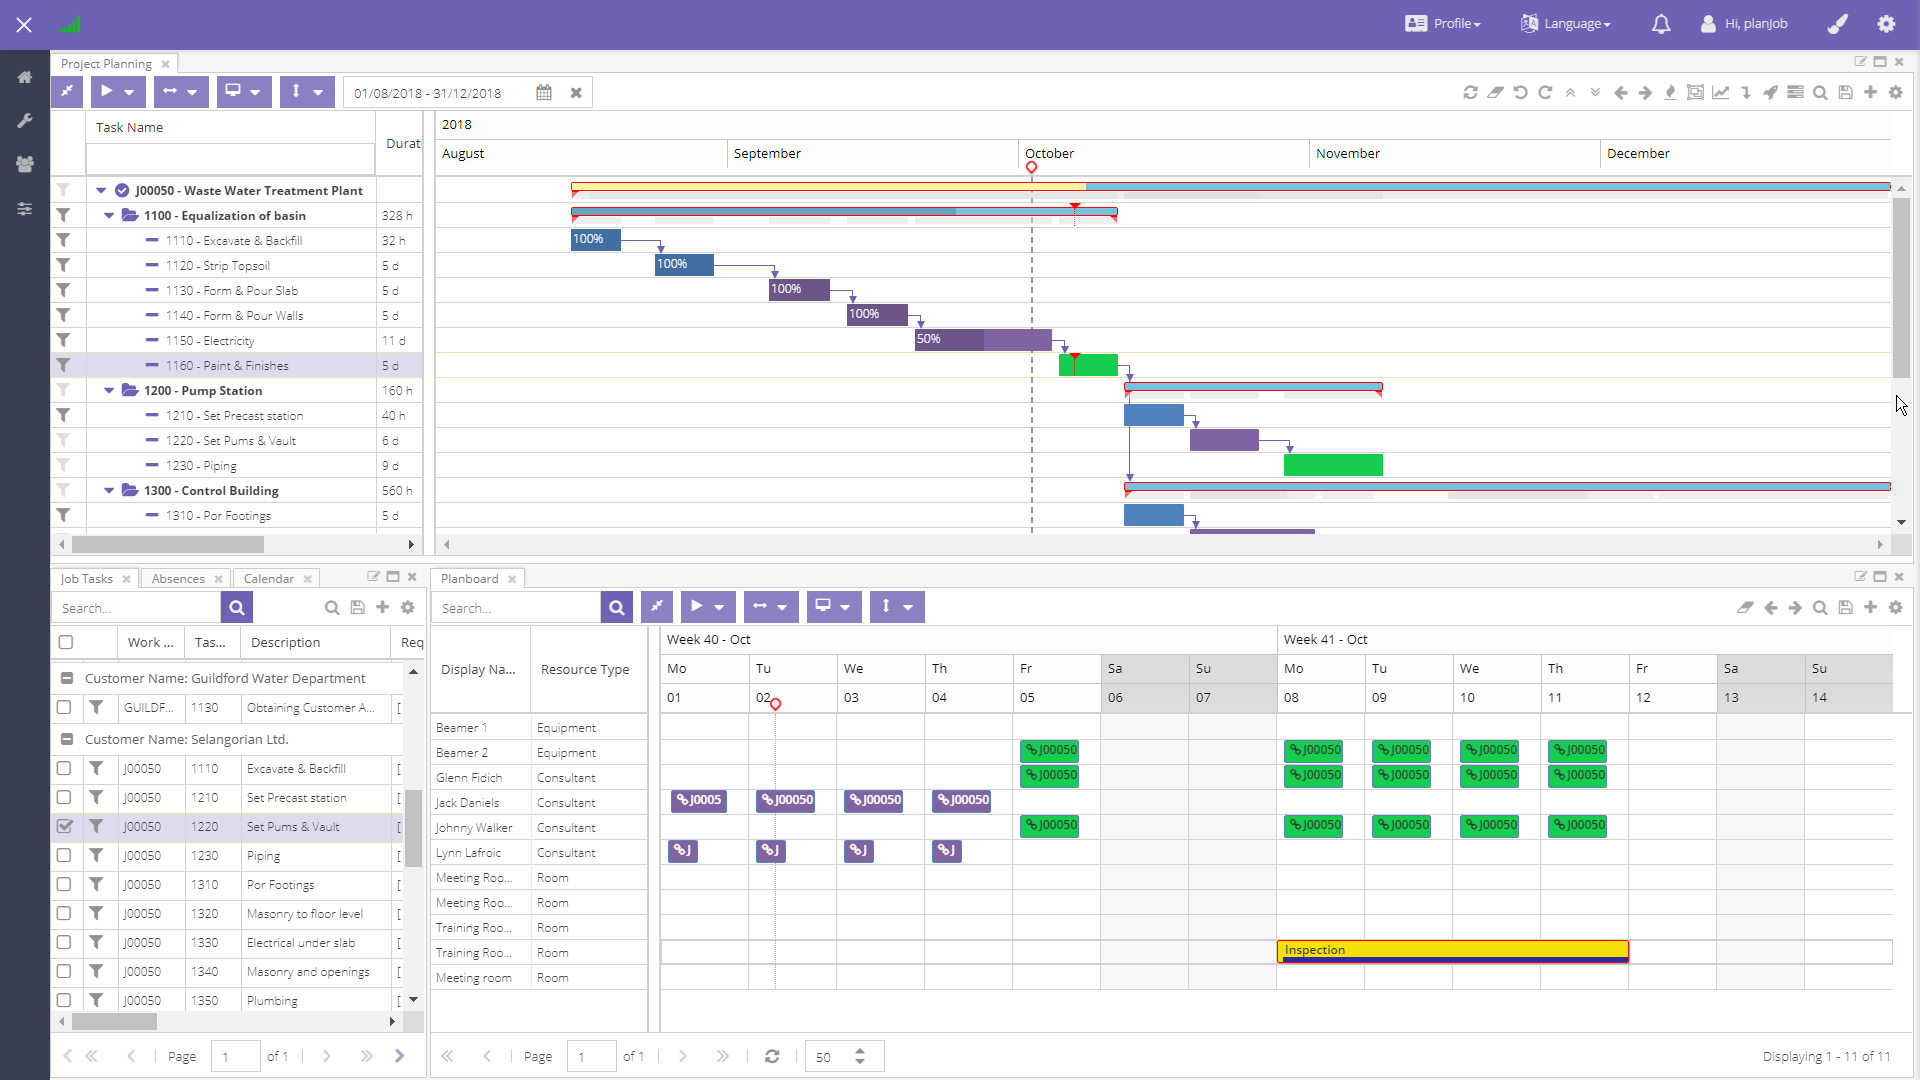 Profile Language Hi, planJob
Project Planning
01/08/2018 - 31/12/2018
Task Name Durati
2018
August September October November December
J00050 - Waste Water Treatment Plant
1100 - Equalization of basin 328 h
1110 - Excavate & Backfill 32 h 100%
1120 - Strip Topsoil 5 d 100%
1130 - Form & Pour Slab 5 d 100%
1140 - Form & Pour Walls 5 d 100%
1150 - Electricity 11 d 50%
1160 - Paint & Finishes 5 d
1200 - Pump Station 160 h
1210 - Set Precast station 40 h
1220 - Set Pums & Vault 6 d
1230 - Piping 9 d
1300 - Control Building 560 h
1310 - Por Footings 5 d
Job Tasks Absences Calendar
Search...
Work ... Tas... Description Req
Customer Name: Guildford Water Department
GUILDF... 1130 Obtaining Customer A... [
Customer Name: Selangorian Ltd.
J00050 1110 Excavate & Backfill [
J00050 1210 Set Precast station [
J00050 1220 Set Pums & Vault [
J00050 1230 Piping [
J00050 1310 Por Footings [
J00050 1320 Masonry to floor level [
J00050 1330 Electrical under slab [
J00050 1340 Masonry and openings [
J00050 1350 Plumbing [
Page 1 of 1
Planboard
Search...
Display Na... Resource Type
Week 40 - Oct Week 41 - Oct
Mo Tu We Th Fr Sa Su Mo Tu We Th Fr Sa Su
01 02 03 04 05 06 07 08 09 10 11 12 13 14
Beamer 1 Equipment
Beamer 2 Equipment J00050 J00050 J00050 J00050 J00050
Glenn Fidich Consultant J00050 J00050 J00050 J00050 J00050
Jack Daniels Consultant J0005 J00050 J00050 J00050
Johnny Walker Consultant J00050 J00050 J00050 J00050 J00050
Lynn Lafroic Consultant J J J J
Meeting Roo... Room
Meeting Roo... Room
Training Roo... Room
Training Roo... Room Inspection
Meeting room Room
Page 1 of 1 50 Displaying 1 - 11 of 11